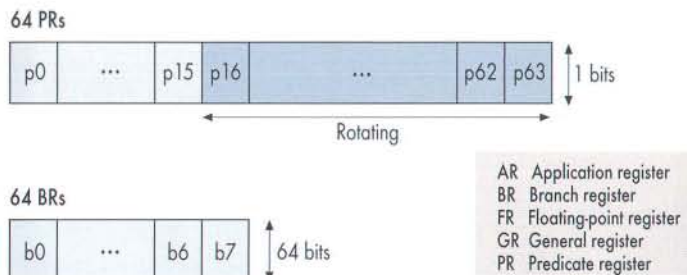 64 PRs
p0 ... p15 p16 ... p62 p63
1 bits
Rotating
64 BRs
b0 ... b6 b7
64 bits
AR Application register
BR Branch register
FR Floating-point register
GR General register
PR Predicate register